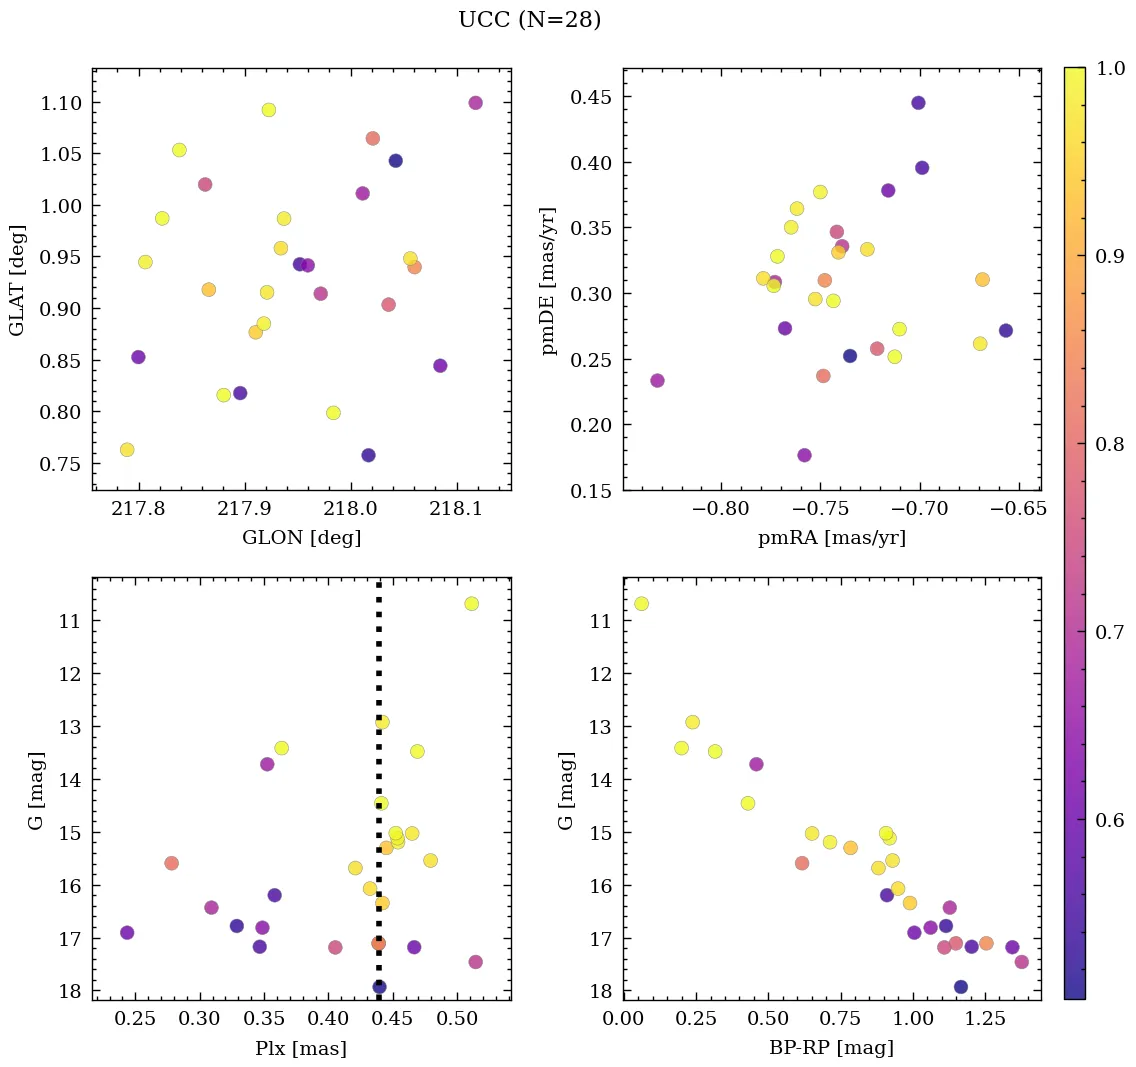 UCC (N=28)
1.10
1.05
1.00
0.95
0.90
0.85
0.80
0.75
GLAT [deg]
217.8 217.9 218.0 218.1
GLON [deg]
0.45
0.40
0.35
0.30
0.25
0.20
0.15
pmDE [mas/yr]
−0.80 −0.75 −0.70 −0.65
pmRA [mas/yr]
1.0
0.9
0.8
0.7
0.6
11
12
13
14
15
16
17
18
G [mag]
0.25 0.30 0.35 0.40 0.45 0.50
Plx [mas]
11
12
13
14
15
16
17
18
G [mag]
0.00 0.25 0.50 0.75 1.00 1.25
BP-RP [mag]